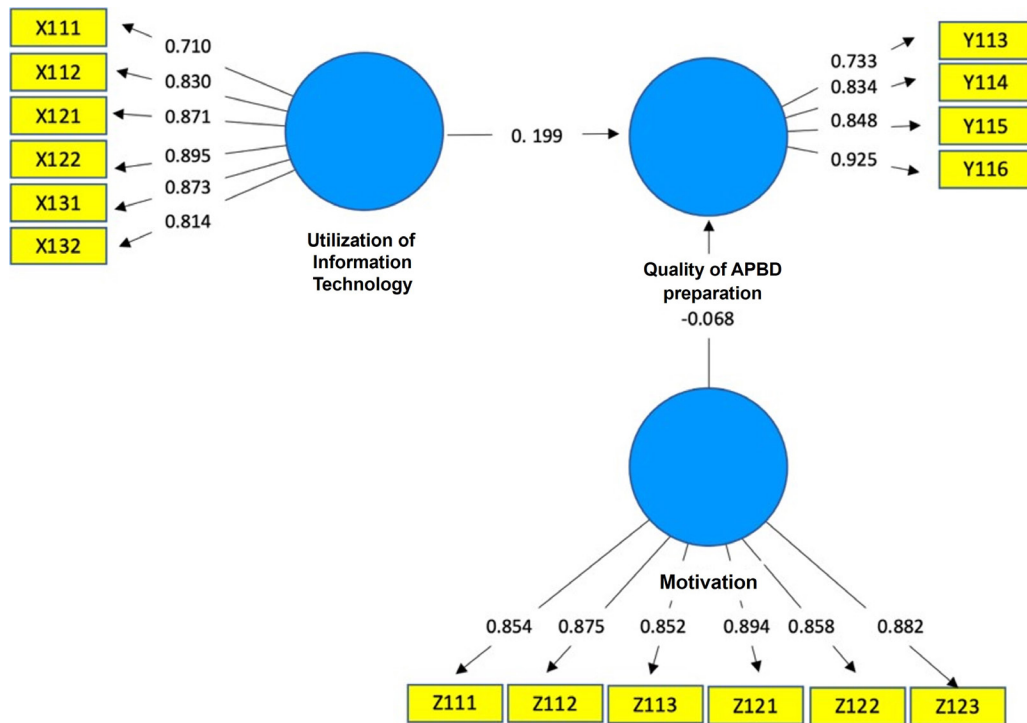 X111
X112
X121
X122
X131
X132
0.710
0.830
0.871
0.895
0.873
0.814
Utilization of
Information
Technology
0. 199
0.733
0.834
0.848
0.925
Y113
Y114
Y115
Y116
Quality of APBD
preparation
-0.068
Motivation
0.854
0.875
0.852
0.894
0.858
0.882
Z111
Z112
Z113
Z121
Z122
Z123